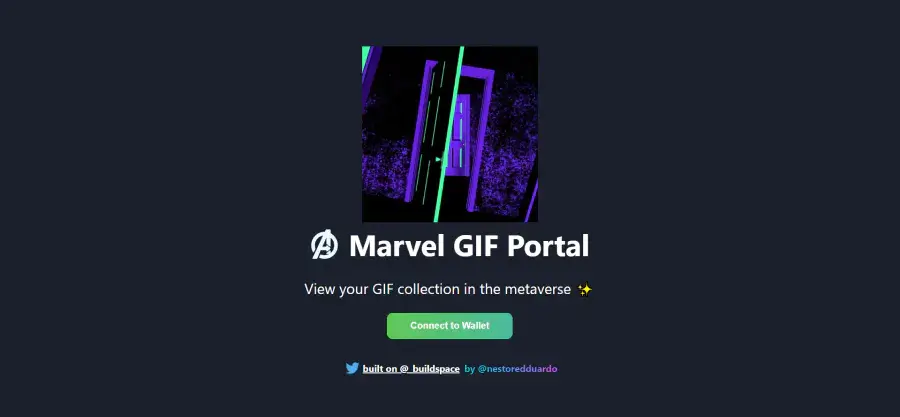 Marvel GIF Portal
View your GIF collection in the metaverse ✨
Connect to Wallet
built on @_buildspace by @nestoredduardo